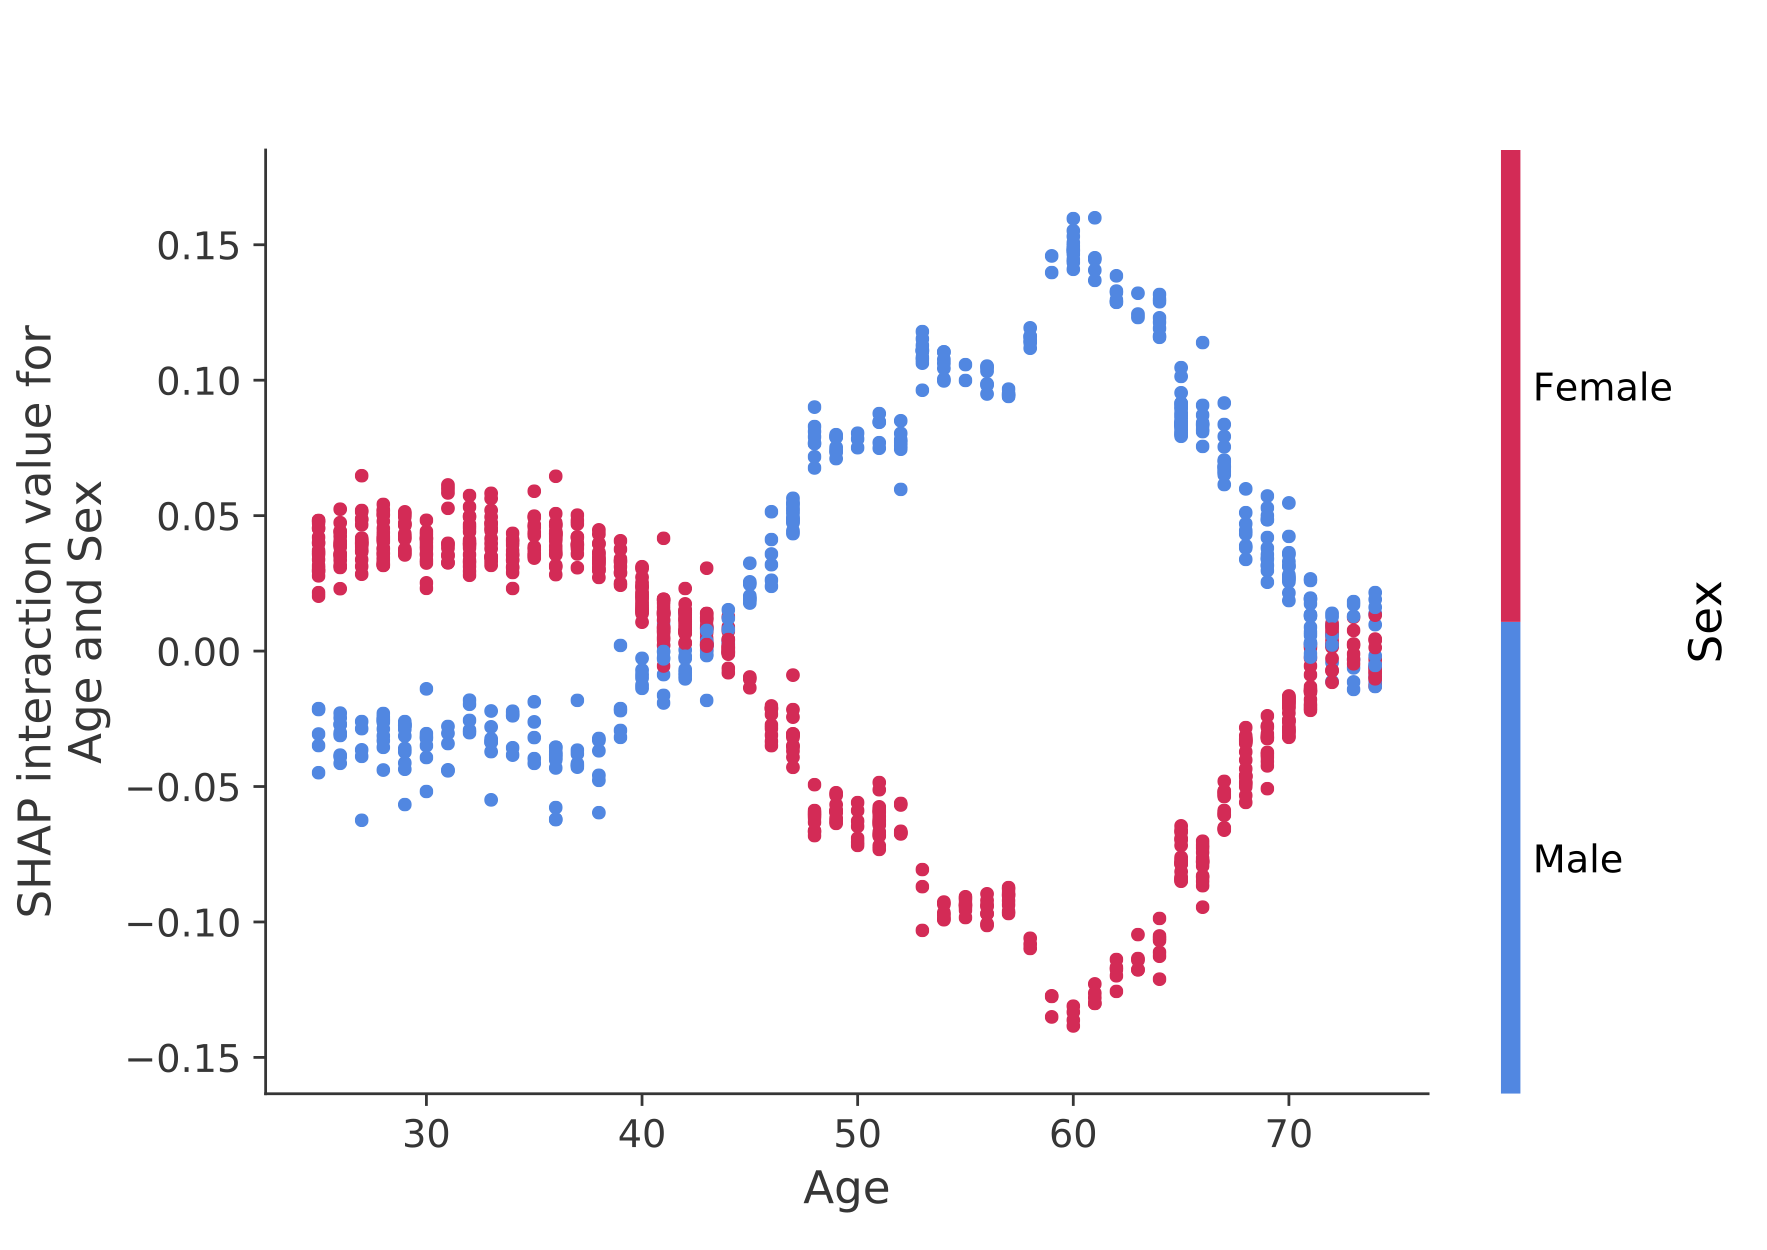 SHAP interaction value for
Age and Sex
0.15
0.10
0.05
0.00
−0.05
−0.10
−0.15
30 40 50 60 70
Age
Female
Male
Sex